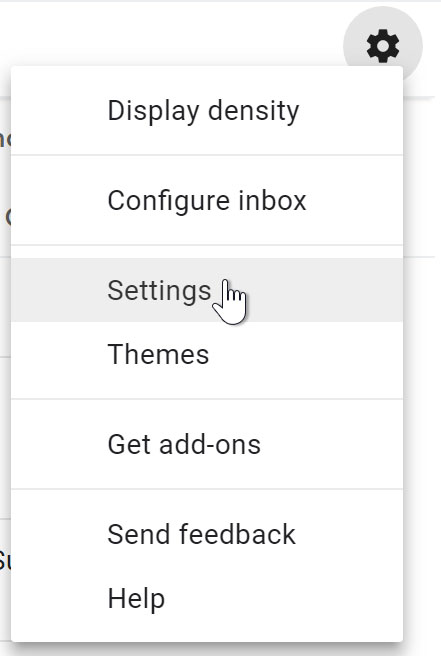 Display density
Configure inbox
Settings
Themes
Get add-ons
Send feedback
Help